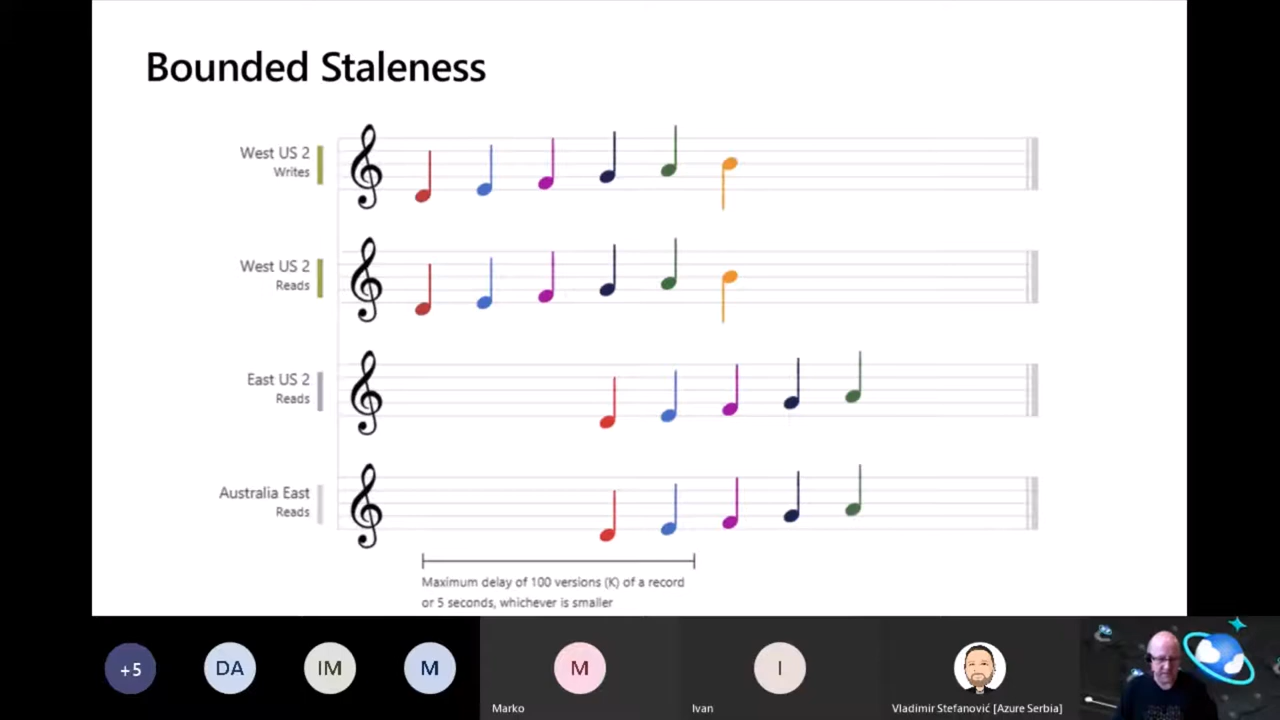 Bounded Staleness
West US 2
Writes
West US 2
Reads
East US 2
Reads
Australia East
Reads
Maximum delay of 100 versions (K) of a record
or 5 seconds, whichever is smaller
+5
DA
IM
M
M
I
Marko
Ivan
Vladimir Stefanović [Azure Serbia]